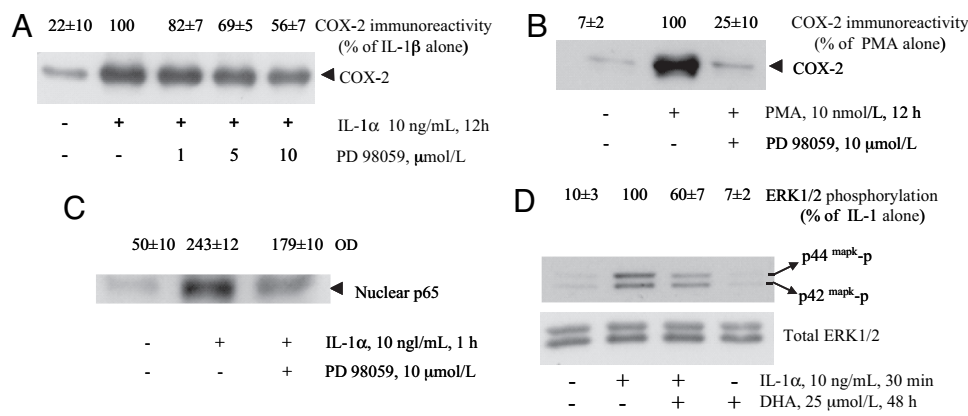 A
22±10 100 82±7 69±5 56±7 COX-2 immunoreactivity
(% of IL-1β alone)
COX-2
- + + + + IL-1α 10 ng/mL, 12h
- - 1 5 10 PD 98059, μmol/L
B
7±2 100 25±10 COX-2 immunoreactivity
(% of PMA alone)
COX-2
- + + PMA, 10 nmol/L, 12 h
- - + PD 98059, 10 μmol/L
C
50±10 243±12 179±10 OD
Nuclear p65
- + + IL-1α, 10 ngl/mL, 1 h
- - + PD 98059, 10 μmol/L
D
10±3 100 60±7 7±2 ERK1/2 phosphorylation
(% of IL-1 alone)
p44 mapk-p
p42 mapk-p
Total ERK1/2
- + + - IL-1α, 10 ng/mL, 30 min
- - + + DHA, 25 μmol/L, 48 h